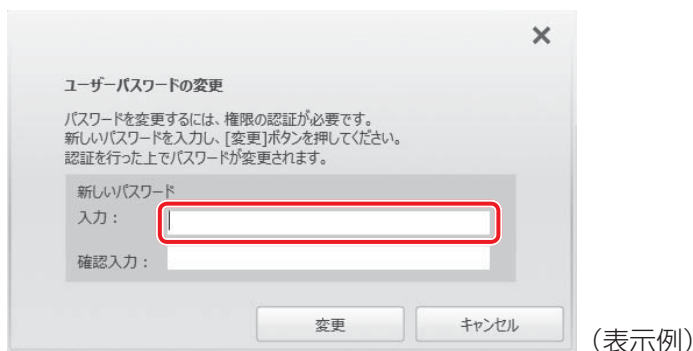 ユーザーパスワードの変更
パスワードを変更するには、権限の認証が必要です。
新しいパスワードを入力し、[変更]ボタンを押してください。
認証を行った上でパスワードが変更されます。
新しいパスワード
入力：
確認入力：
変更 キャンセル
（表示例）